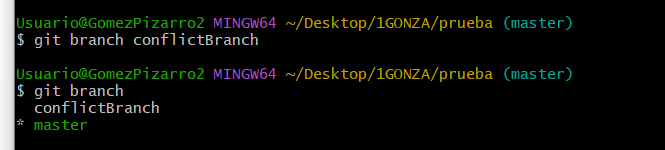 Usuario@GomezPizarro2 MINGW64 ~/Desktop/1GONZA/prueba (master)
$ git branch conflictBranch
Usuario@GomezPizarro2 MINGW64 ~/Desktop/1GONZA/prueba (master)
$ git branch
  conflictBranch
* master